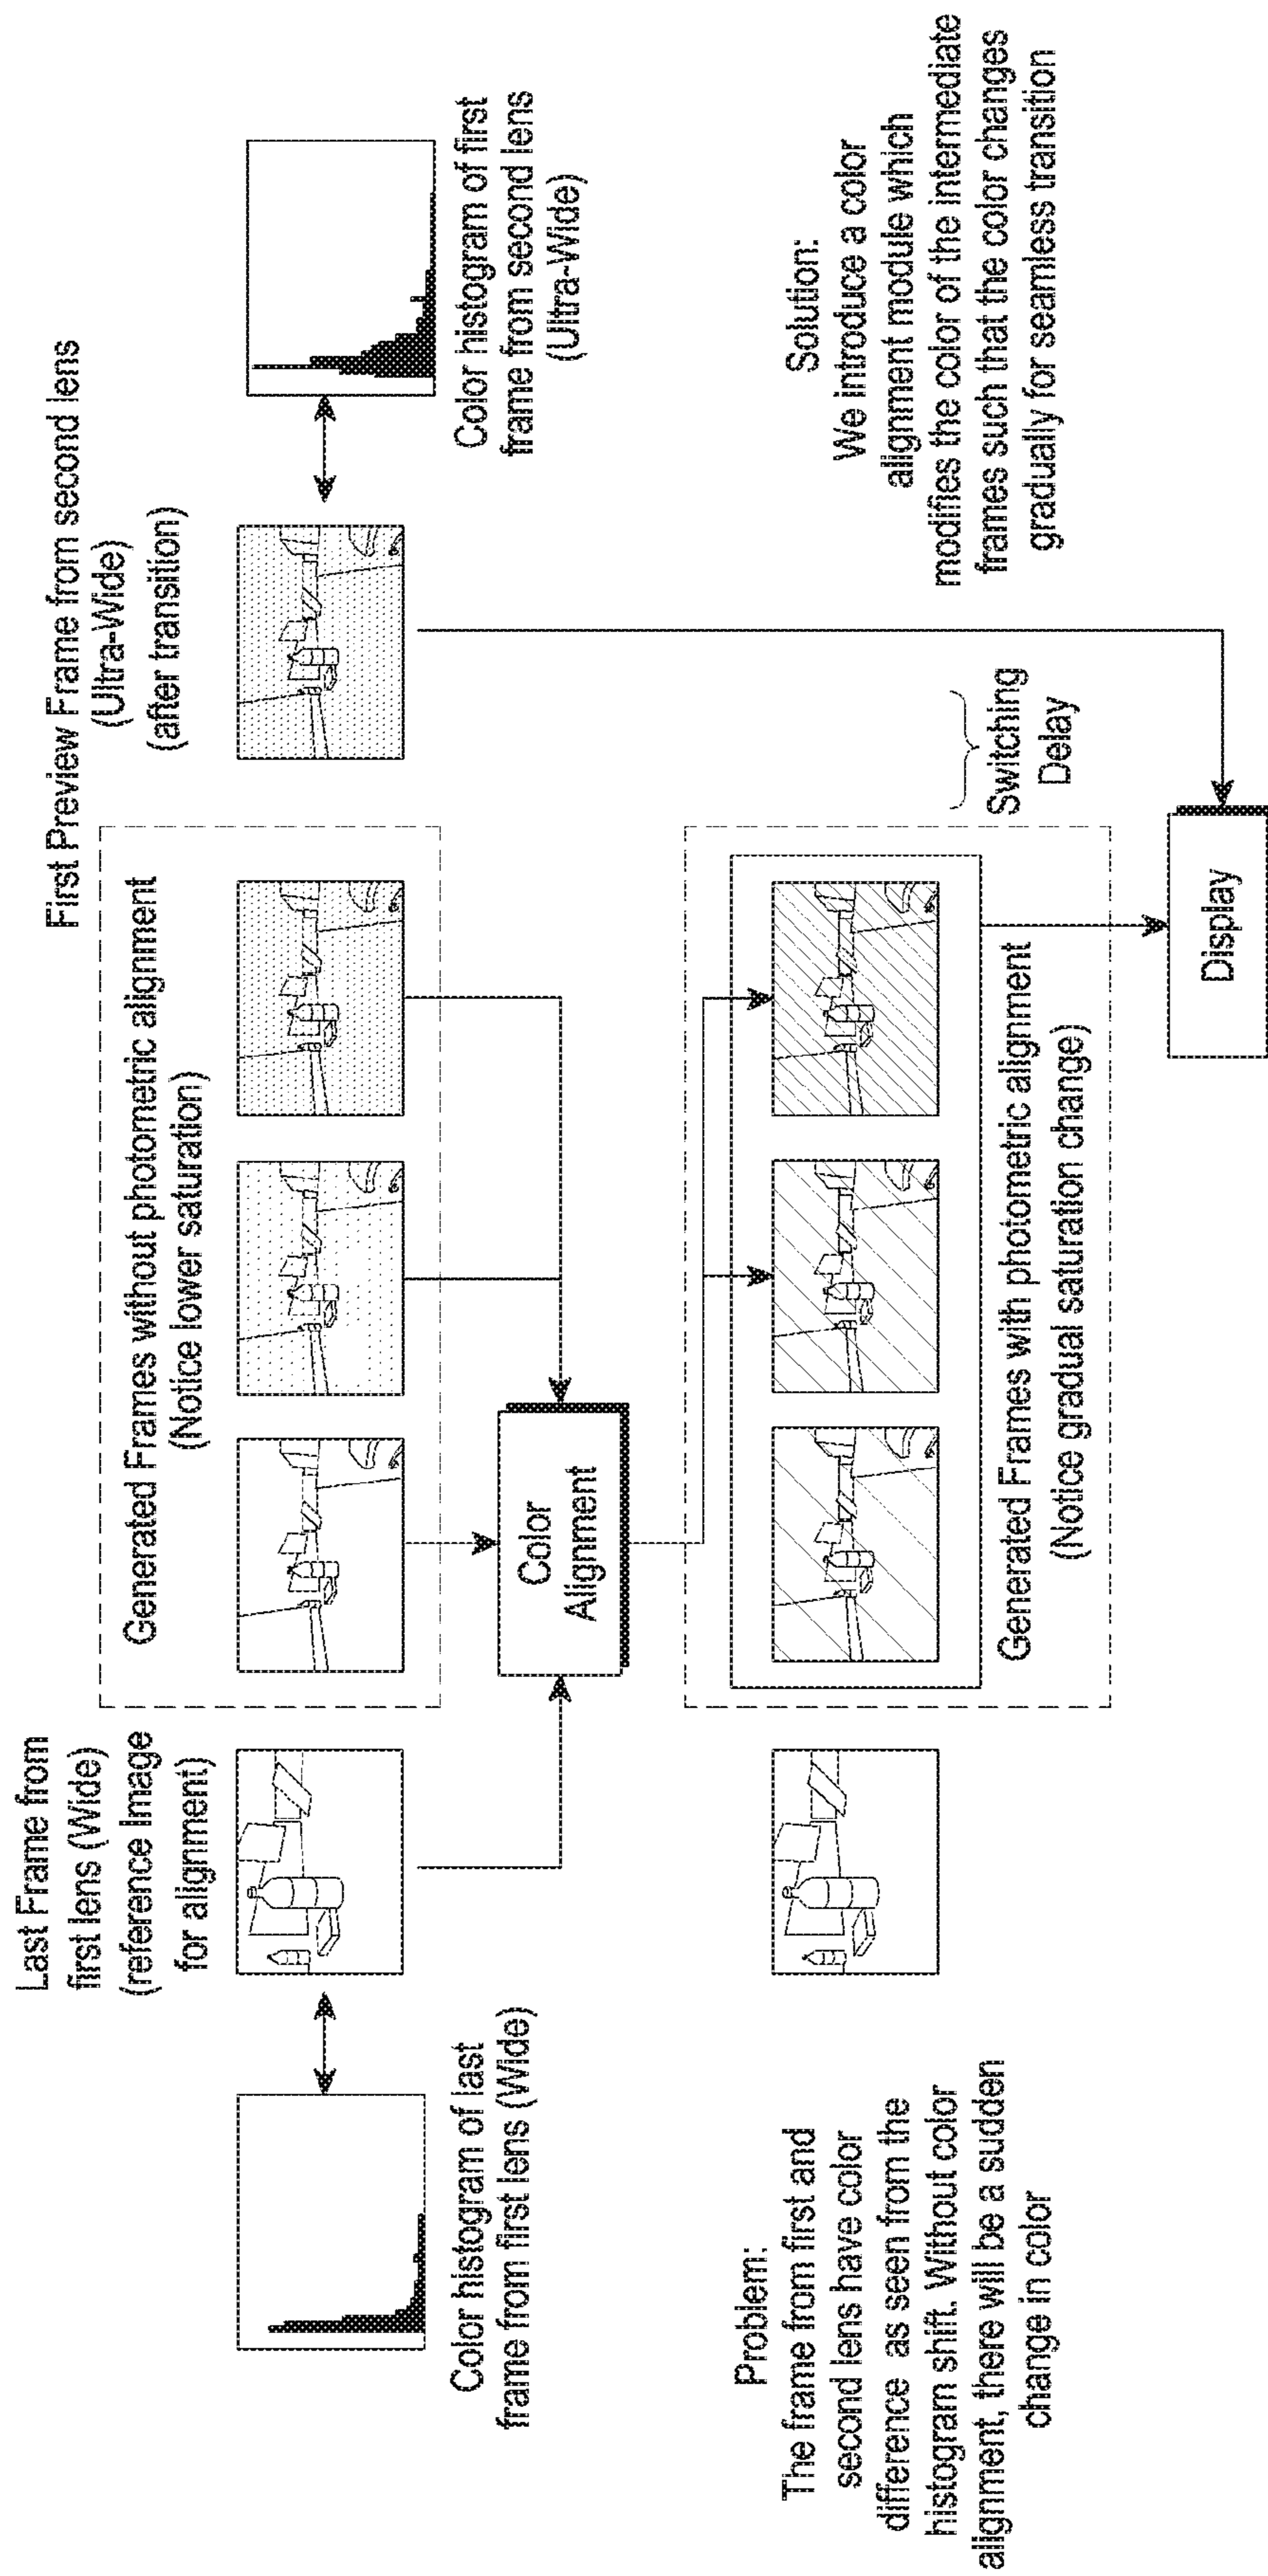 Last Frame from
first lens (Wide)
(reference Image
for alignment)
First Preview Frame from second lens
(Ultra-Wide)
(after transition)
Generated Frames without photometric alignment
(Notice lower saturation)
Color histogram of last
frame from first lens (Wide)
Color
Alignment
Color histogram of first
frame from second lens
(Ultra-Wide)
Problem:
The frame from first and
second lens have color
difference as seen from the
histogram shift. Without color
alignment, there will be a sudden
change in color
Generated Frames with photometric alignment
(Notice gradual saturation change)
Switching
Delay
Solution:
We introduce a color
alignment module which
modifies the color of the intermediate
frames such that the color changes
gradually for seamless transition
Display